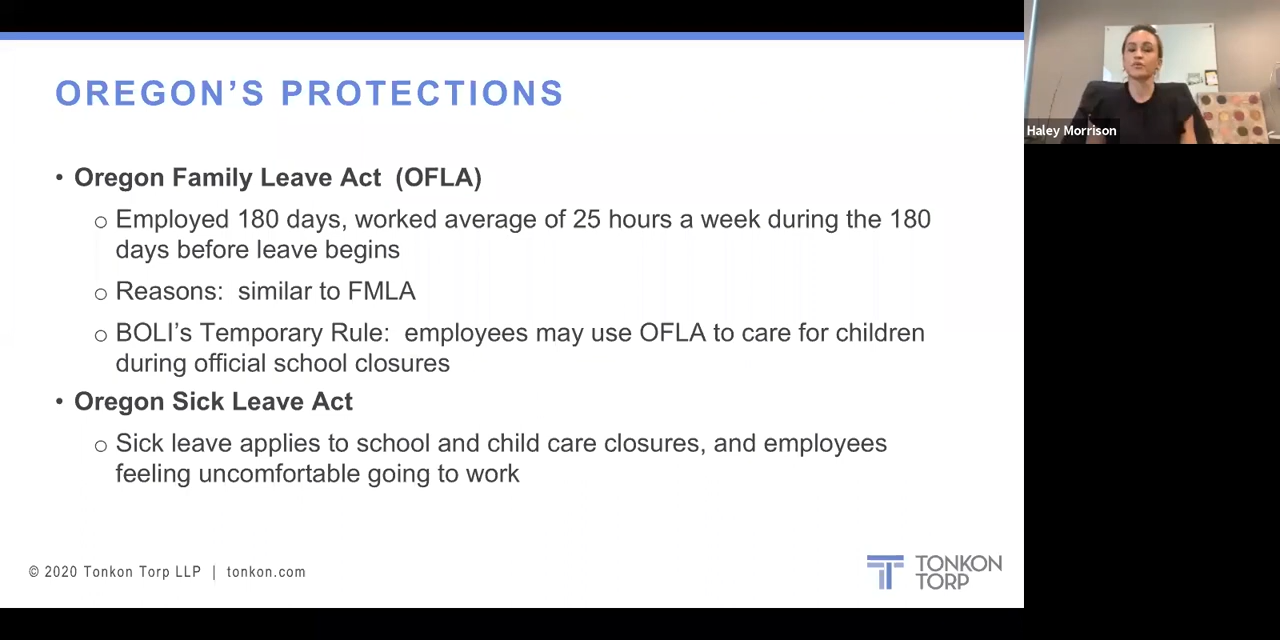 OREGON'S PROTECTIONS
• Oregon Family Leave Act (OFLA)
o Employed 180 days, worked average of 25 hours a week during the 180
days before leave begins
o Reasons: similar to FMLA
o BOLI's Temporary Rule: employees may use OFLA to care for children
during official school closures
• Oregon Sick Leave Act
o Sick leave applies to school and child care closures, and employees
feeling uncomfortable going to work
© 2020 Tonkon Torp LLP | tonkon.com
TONKON
TORP
Haley Morrison